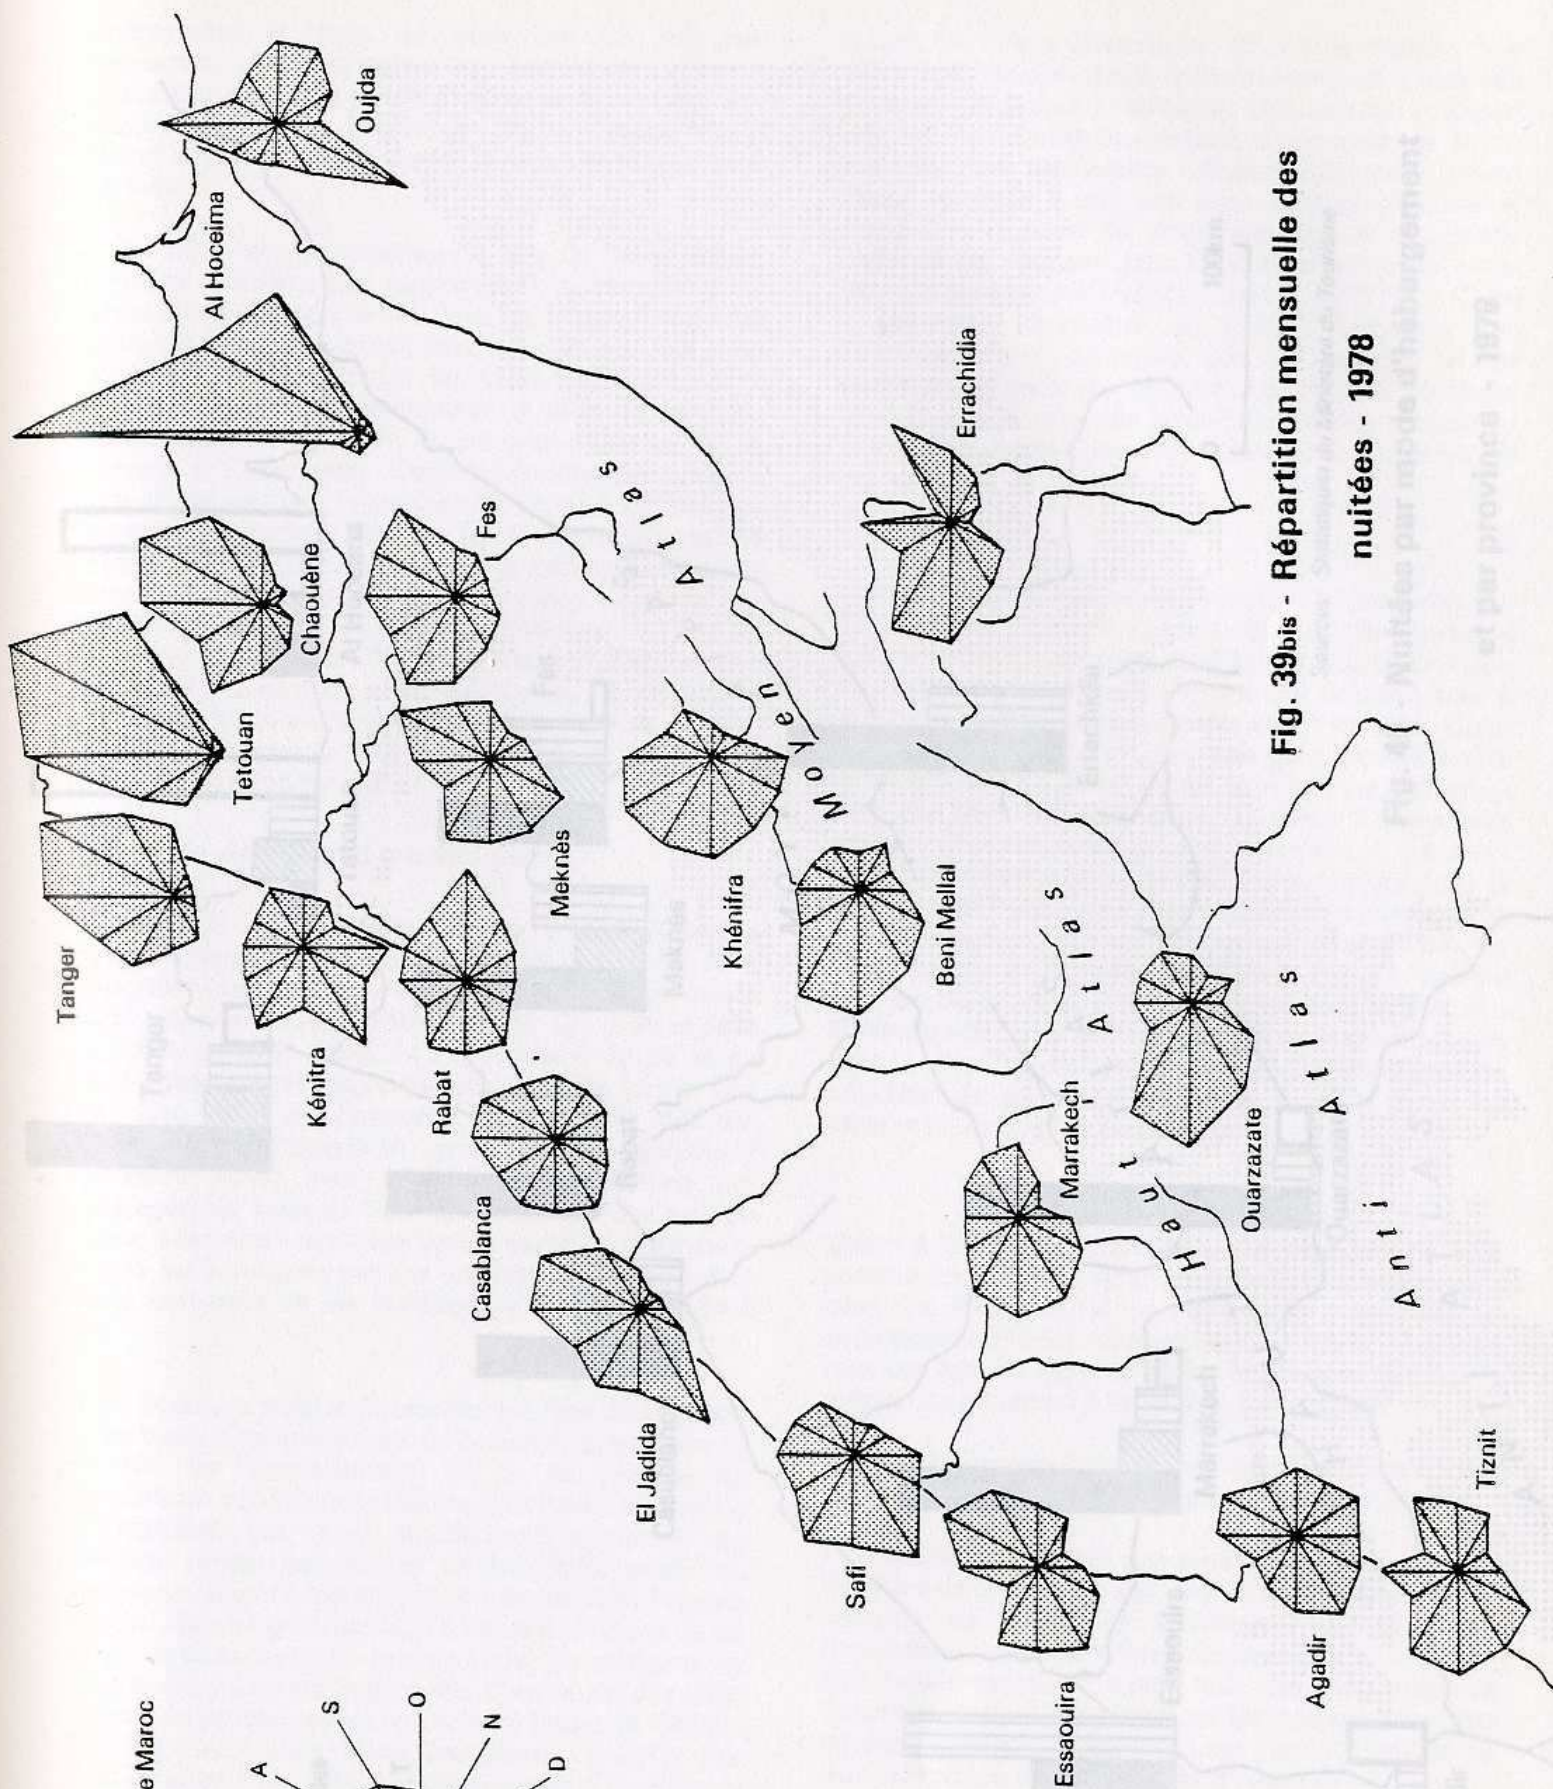 Oujda
Al Hoceima
Chaouène
Tetouan
Tanger
Fes
Meknès
Kénitra
Rabat
Casablanca
Khénifra
Beni Mellal
El Jadida
Safi
Essaouira
Marrakech
Ouarzazate
Errachidia
Agadir
Tiznit
Moyen Atlas
Haut Atlas
Anti Atlas
e Maroc
A
S
O
N
D
Fig. 39bis - Répartition mensuelle des
nuitées - 1978